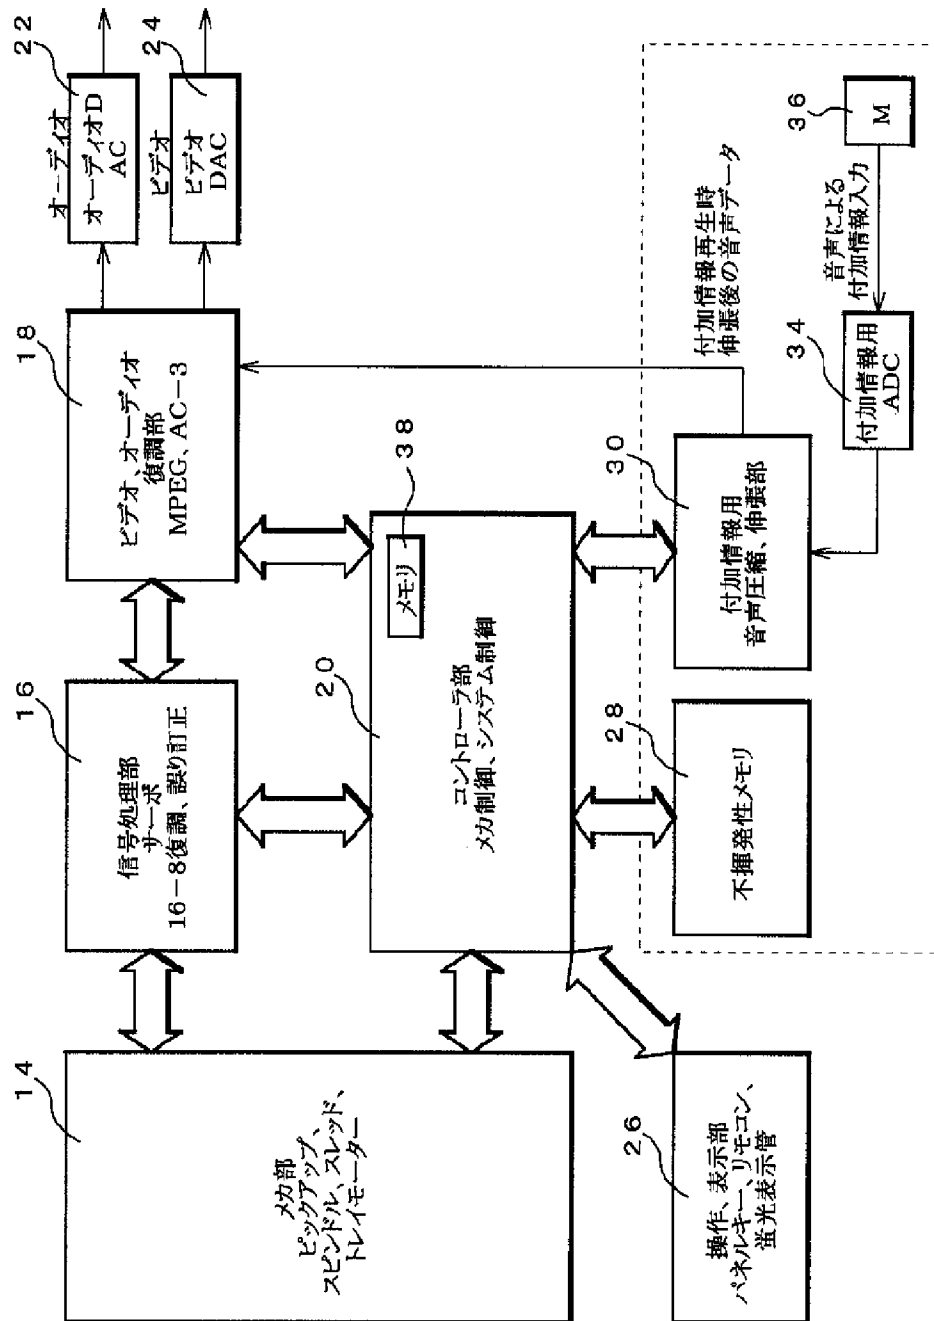 14
メカ部
ピックアップ、
スピンドル、スレッド、
トレイモーター
16
信号処理部
サーボ
16-8復調、誤り訂正
18
ビデオ、オーディオ
復調部
MPEG、AC-3
オーディオ
22
オーディオD
AC
ビデオ
24
ビデオ
DAC
20
コントローラ部
メカ制御、システム制御
メモリ
38
26
操作、表示部
パネルキー、リモコン、
蛍光表示管
28
不揮発性メモリ
30
付加情報用
音声圧縮、伸張部
付加情報再生時
伸張後の音声データ
34
付加情報用
ADC
音声による
付加情報入力
36
M